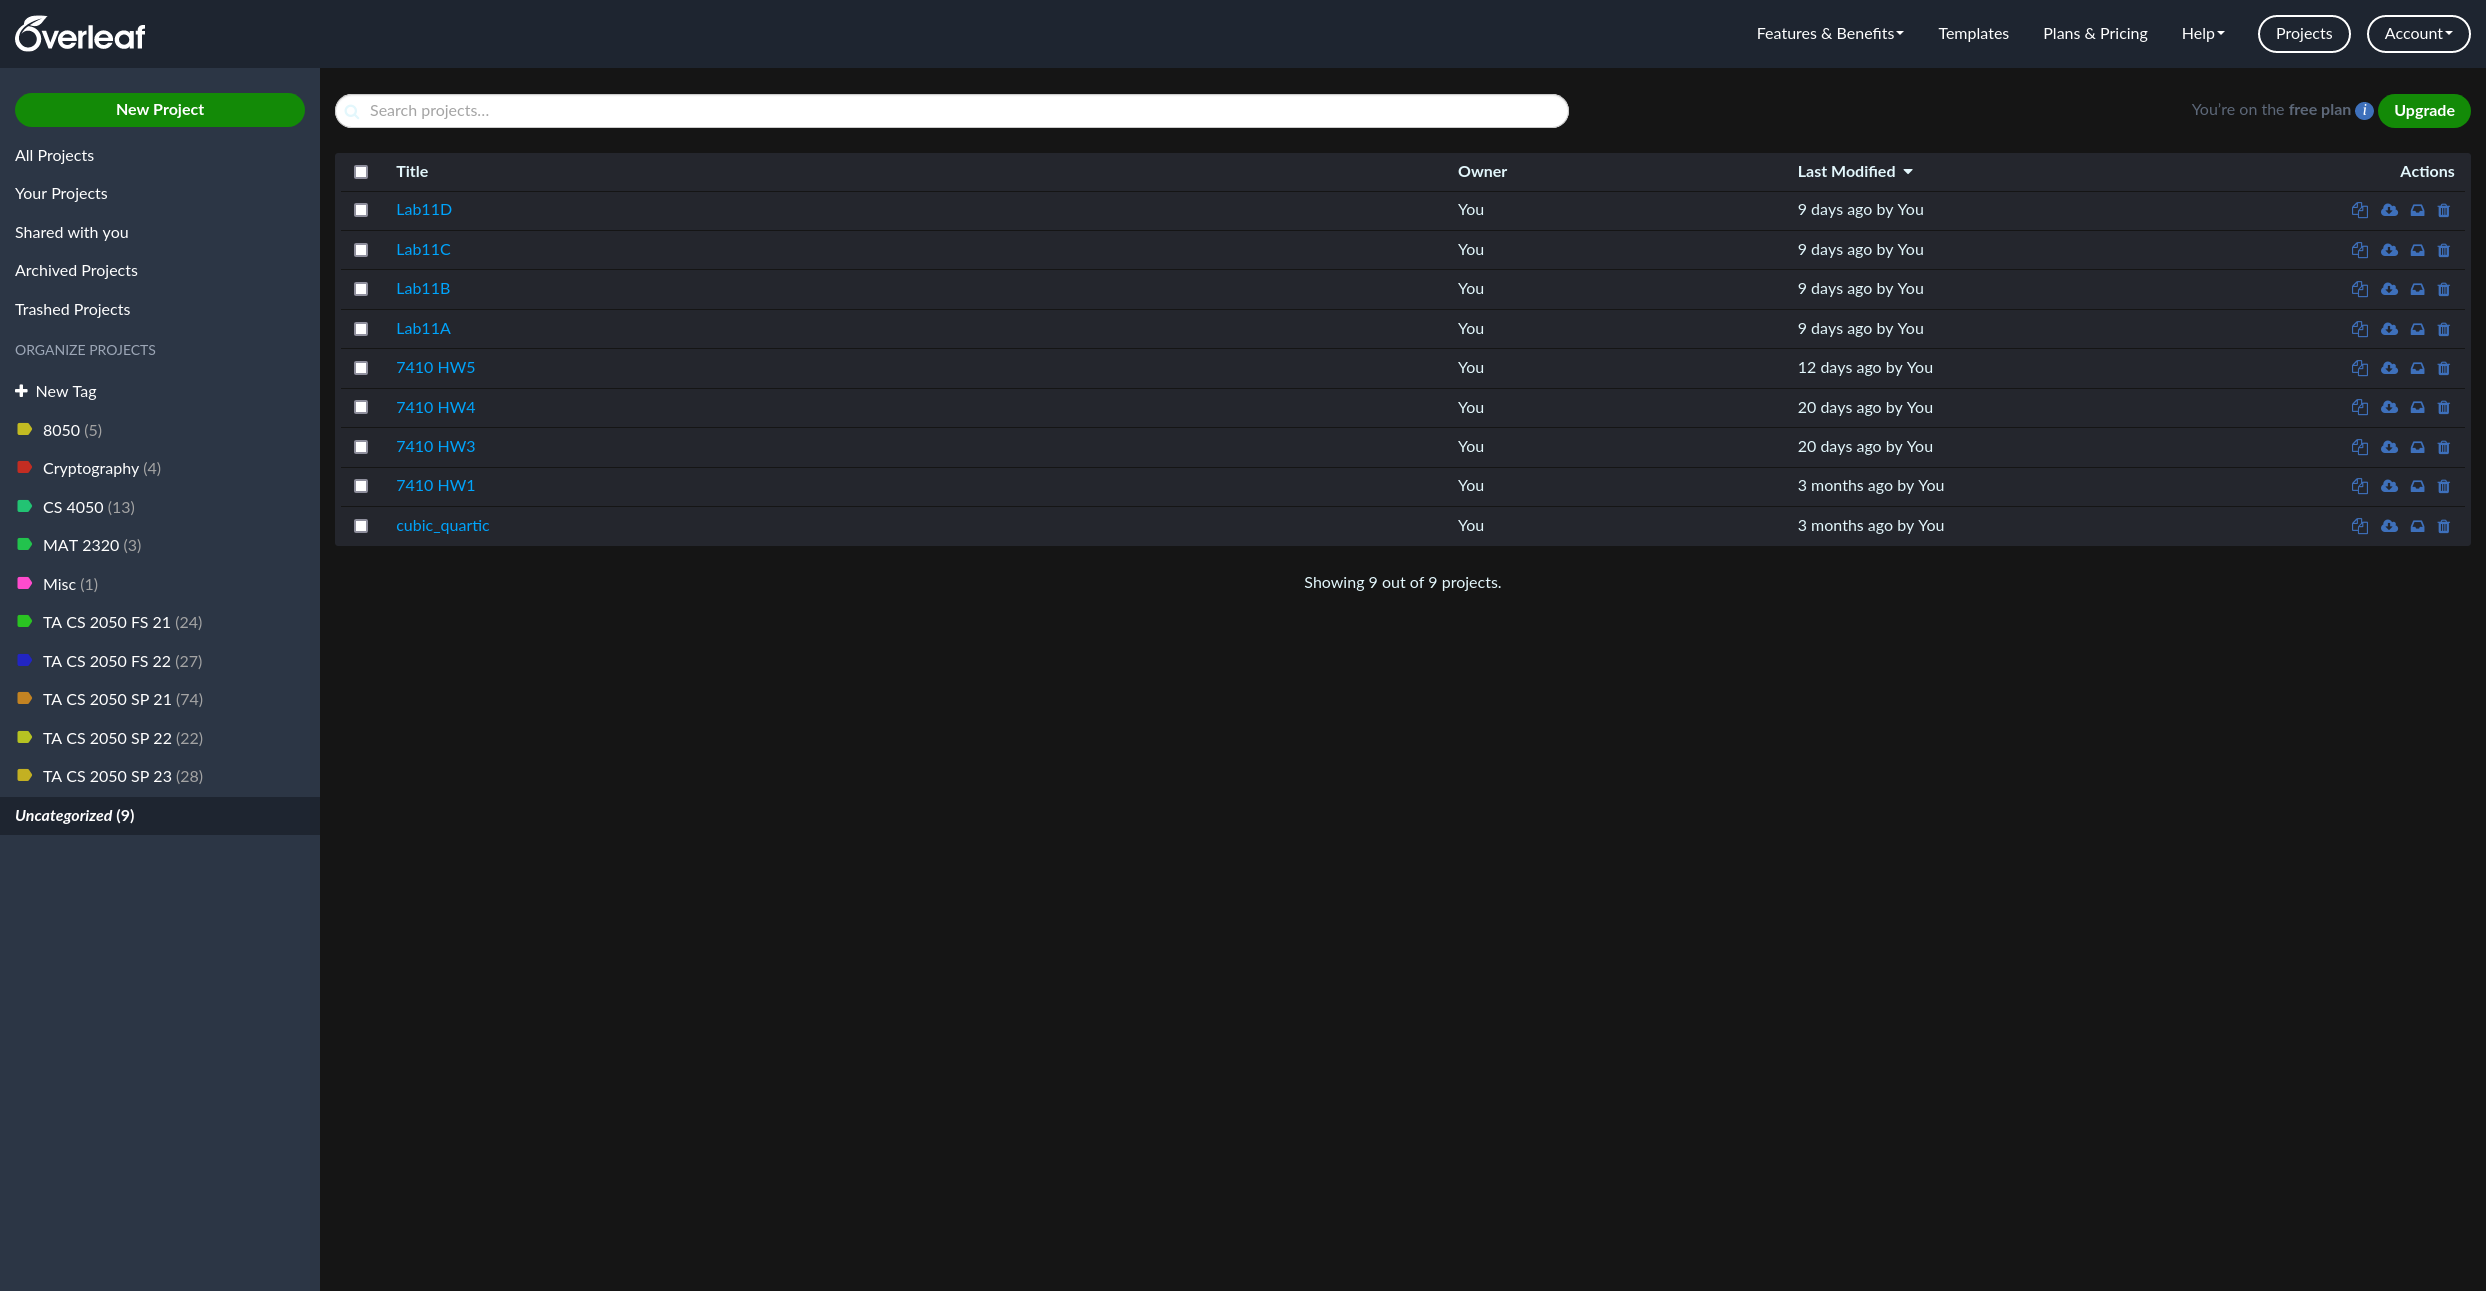 Overleaf
Features & Benefits
Templates
Plans & Pricing
Help
Projects
Account
New Project
All Projects
Your Projects
Shared with you
Archived Projects
Trashed Projects
ORGANIZE PROJECTS
New Tag
8050 (5)
Cryptography (4)
CS 4050 (13)
MAT 2320 (3)
Misc (1)
TA CS 2050 FS 21 (24)
TA CS 2050 FS 22 (27)
TA CS 2050 SP 21 (74)
TA CS 2050 SP 22 (22)
TA CS 2050 SP 23 (28)
Uncategorized (9)
Search projects...
You're on the free plan i
Upgrade
Title Owner Last Modified Actions
Lab11D You 9 days ago by You
Lab11C You 9 days ago by You
Lab11B You 9 days ago by You
Lab11A You 9 days ago by You
7410 HW5 You 12 days ago by You
7410 HW4 You 20 days ago by You
7410 HW3 You 20 days ago by You
7410 HW1 You 3 months ago by You
cubic_quartic You 3 months ago by You
Showing 9 out of 9 projects.